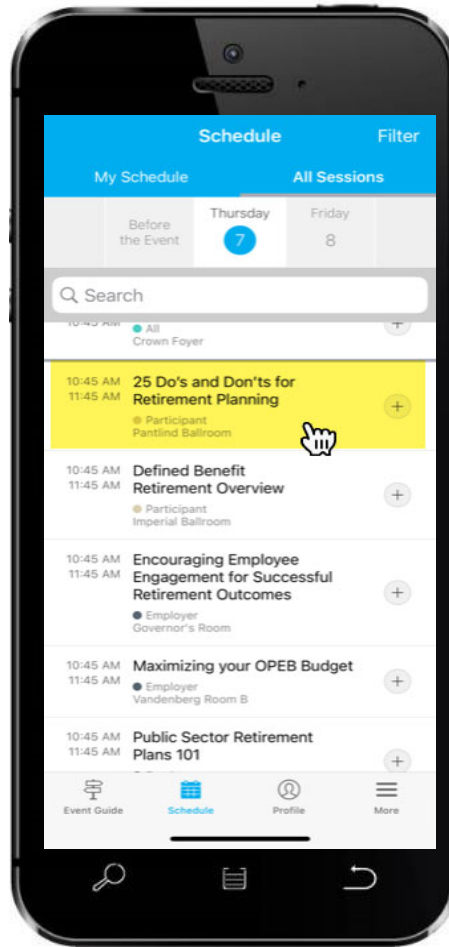 Schedule
Filter
My Schedule
All Sessions
Before
the Event
Thursday
7
Friday
8
Search
10:45 AM
All
Crown Foyer
10:45 AM
11:45 AM
25 Do's and Don'ts for
Retirement Planning
Participant
Pantlind Ballroom
10:45 AM
11:45 AM
Defined Benefit
Retirement Overview
Participant
Imperial Ballroom
10:45 AM
11:45 AM
Encouraging Employee
Engagement for Successful
Retirement Outcomes
Employer
Governor's Room
10:45 AM
11:45 AM
Maximizing your OPEB Budget
Employer
Vandenberg Room B
10:45 AM
11:45 AM
Public Sector Retirement
Plans 101
Event Guide
Schedule
Profile
More